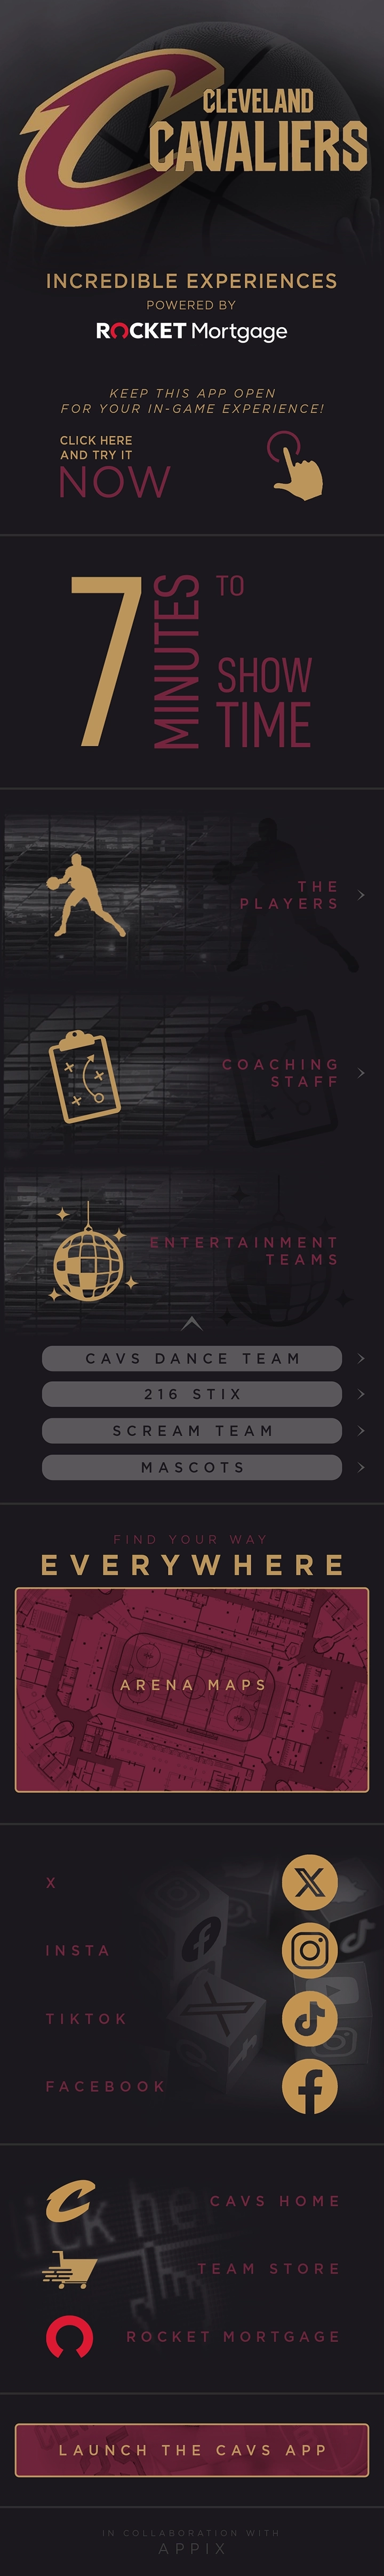 CLEVELAND
CAVALIERS
INCREDIBLE EXPERIENCES
POWERED BY
ROCKET Mortgage
KEEP THIS APP OPEN
FOR YOUR IN-GAME EXPERIENCE!
CLICK HERE
AND TRY IT
NOW
7 MINUTES TO
SHOW
TIME
THE
PLAYERS
COACHING
STAFF
ENTERTAINMENT
TEAMS
CAVS DANCE TEAM
216 STIX
SCREAM TEAM
MASCOTS
FIND YOUR WAY
EVERYWHERE
ARENA MAPS
X
INSTA
TIKTOK
FACEBOOK
CAVS HOME
TEAM STORE
ROCKET MORTGAGE
LAUNCH THE CAVS APP
IN COLLABORATION WITH
APPIX